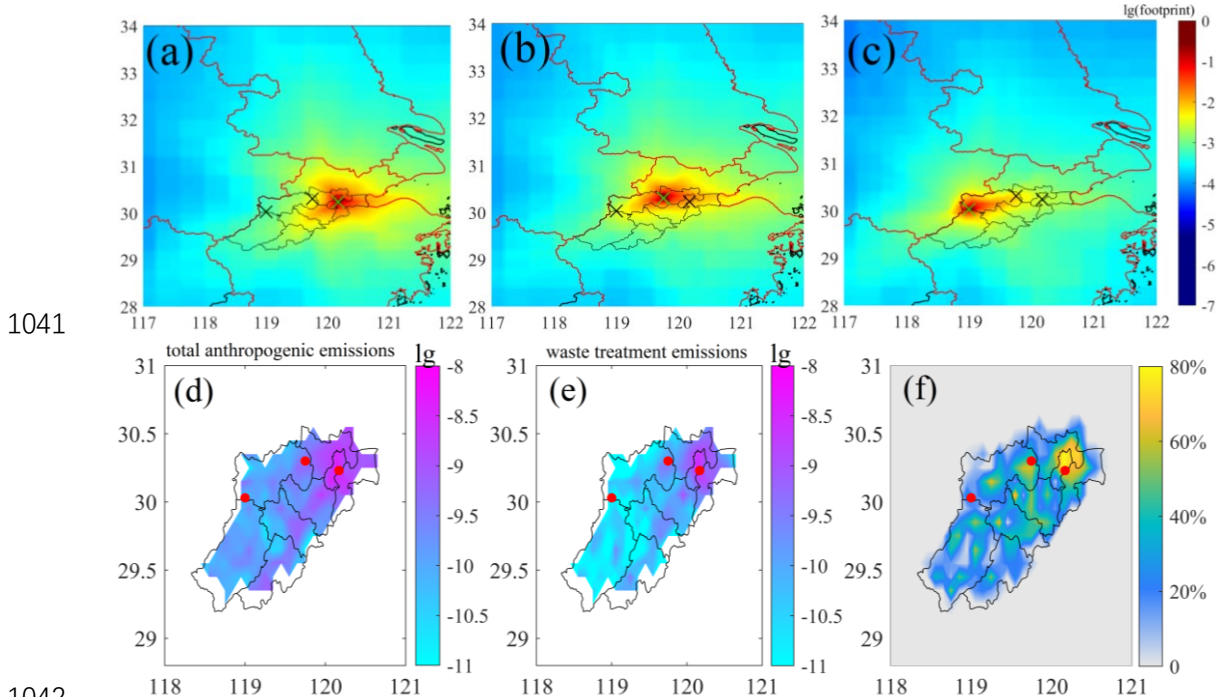 lg(footprint)
34 34 34 0
(a) (b) (c)
33 33 33 -1
32 32 32 -2
31 31 31 -3
-4
30 30 30
-5
29 29 29
-6
28 28 28 -7
1041 117 118 119 120 121 122 117 118 119 120 121 122 117 118 119 120 121 122
total anthropogenic emissions lg waste treatment emissions lg
31 -8 31 -8 31 80%
(d) (e) (f)
30.5 -8.5 30.5 -8.5 30.5
-9 -9 60%
30 -9.5 30 -9.5 30
40%
29.5 -10 29.5 -10 29.5
20%
-10.5 -10.5
29 29 29
-11 -11 0
118 119 120 121 118 119 120 121 118 119 120 121
1042